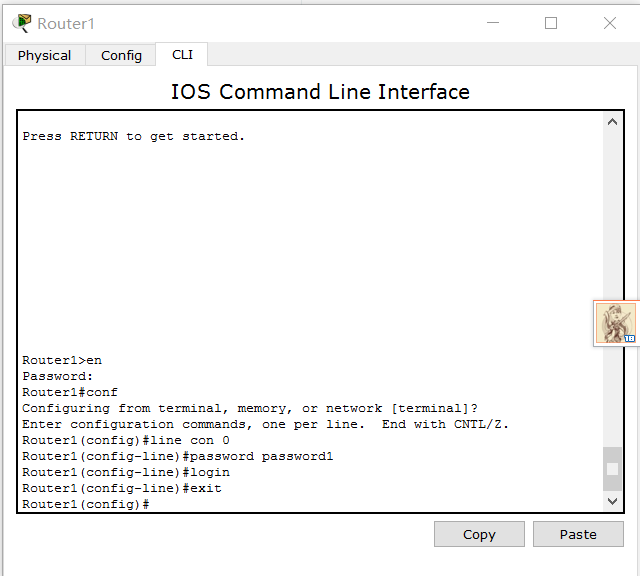 Router1
Physical Config CLI
IOS Command Line Interface
Press RETURN to get started.
Router1>en
Password:
Router1#conf
Configuring from terminal, memory, or network [terminal]?
Enter configuration commands, one per line.  End with CNTL/Z.
Router1(config)#line con 0
Router1(config-line)#password password1
Router1(config-line)#login
Router1(config-line)#exit
Router1(config)#
18
Copy Paste